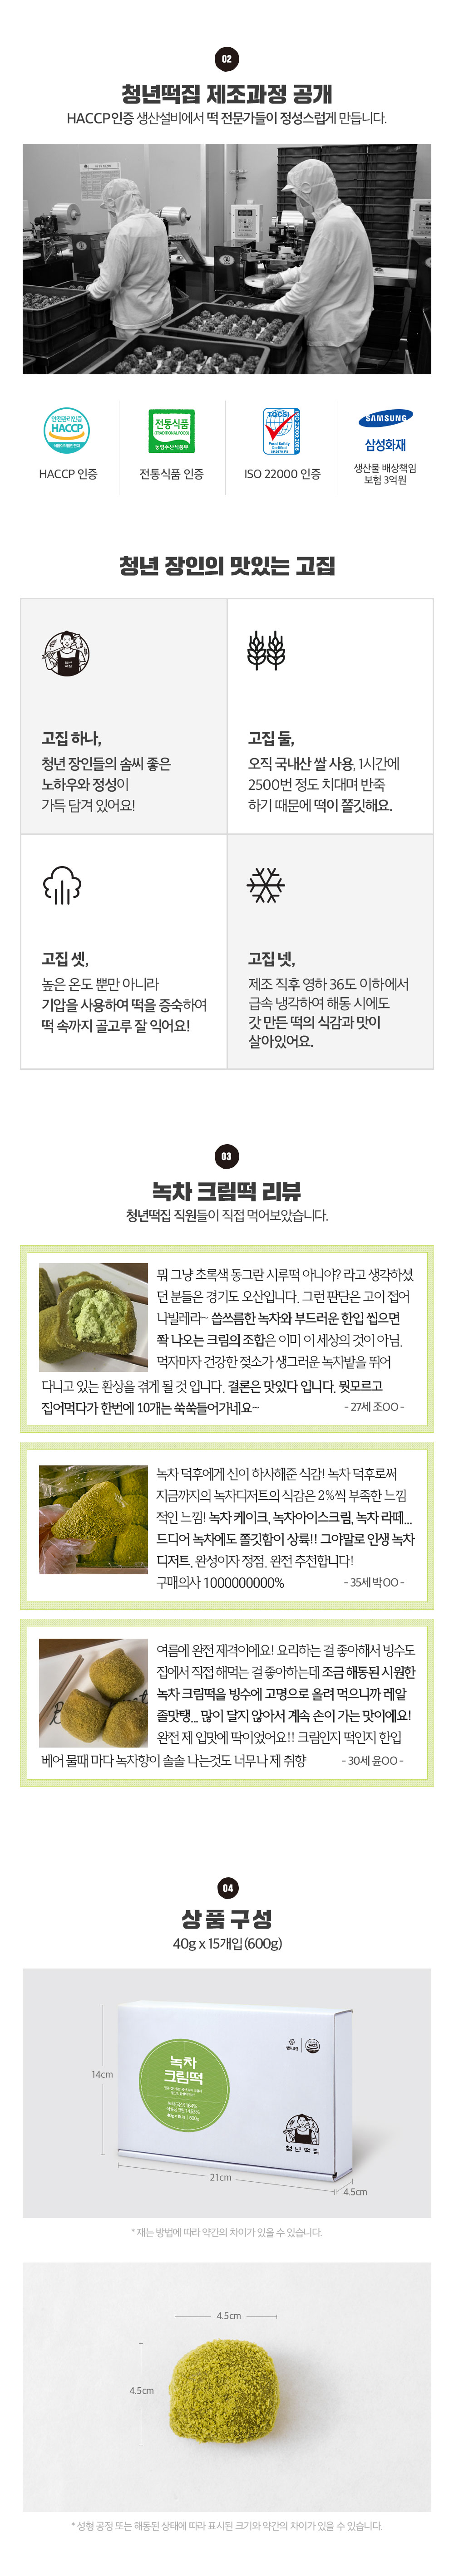 02
청년떡집 제조과정 공개
HACCP인증 생산설비에서 떡 전문가들이 정성스럽게 만듭니다.
안전관리인증
HACCP
전통식품
(TRADITIONAL FOOD)
농림수산식품부
TQCSI
Food Safety
Certified
SAMSUNG
삼성화재
HACCP 인증
전통식품 인증
ISO 22000 인증
생산물 배상책임
보험 3억원
청년 장인의 맛있는 고집
고집 하나,
청년 장인들의 솜씨 좋은
노하우와 정성이
가득 담겨 있어요!
고집 둘,
오직 국내산 쌀 사용, 1시간에
2500번 정도 치대며 반죽
하기 때문에 떡이 쫄깃해요.
고집 셋,
높은 온도 뿐만 아니라
기압을 사용하여 떡을 증숙하여
떡 속까지 골고루 잘 익어요!
고집 넷,
제조 직후 영하 36도 이하에서
급속 냉각하여 해동 시에도
갓 만든 떡의 식감과 맛이
살아있어요.
03
녹차 크림떡 리뷰
청년떡집 직원들이 직접 먹어보았습니다.
뭐 그냥 초록색 동그란 시루떡 아니야? 라고 생각하셨
던 분들은 경기도 오산입니다. 그런 판단은 고이 접어
나빌레라~ 씁쓰름한 녹차와 부드러운 한입 씹으면
쫙 나오는 크림의 조합은 이미 이 세상의 것이 아님.
먹자마자 건강한 젖소가 생그러운 녹차밭을 뛰어
다니고 있는 환상을 겪게 될 것 입니다. 결론은 맛있다 입니다. 뭣모르고
집어먹다가 한번에 10개는 쑥쑥들어가네요~
- 27세 조OO -
녹차 덕후에게 신이 하사해준 식감! 녹차 덕후로써
지금까지의 녹차디저트의 식감은 2%씩 부족한 느낌
적인 느낌! 녹차 케이크, 녹차아이스크림, 녹차 라떼...
드디어 녹차에도 쫄깃함이 상륙!! 그야말로 인생 녹차
디저트. 완성이자 정점. 완전 추천합니다!
구매의사 1000000000%
- 35세 박OO -
여름에 완전 제격이에요! 요리하는 걸 좋아해서 빙수도
집에서 직접 해먹는 걸 좋아하는데 조금 해동된 시원한
녹차 크림떡을 빙수에 고명으로 올려 먹으니까 레알
졸맛탱... 많이 달지 않아서 계속 손이 가는 맛이에요!
완전 제 입맛에 딱이었어요!! 크림인지 떡인지 한입
베어 물때 마다 녹차향이 솔솔 나는것도 너무나 제 취향
- 30세 윤OO -
04
상품구성
40g x 15개입(600g)
녹차
크림떡
청년떡집
14cm
21cm
4.5cm
* 재는 방법에 따라 약간의 차이가 있을 수 있습니다.
4.5cm
4.5cm
* 성형 공정 또는 해동된 상태에 따라 표시된 크기와 약간의 차이가 있을 수 있습니다.